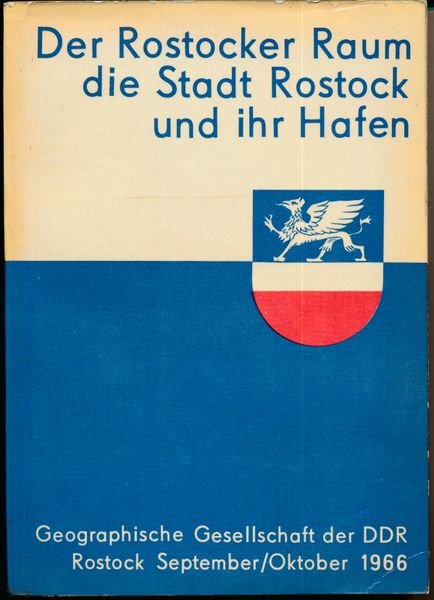 Der Rostocker Raum
die Stadt Rostock
und ihr Hafen
Geographische Gesellschaft der DDR
Rostock September/Oktober 1966